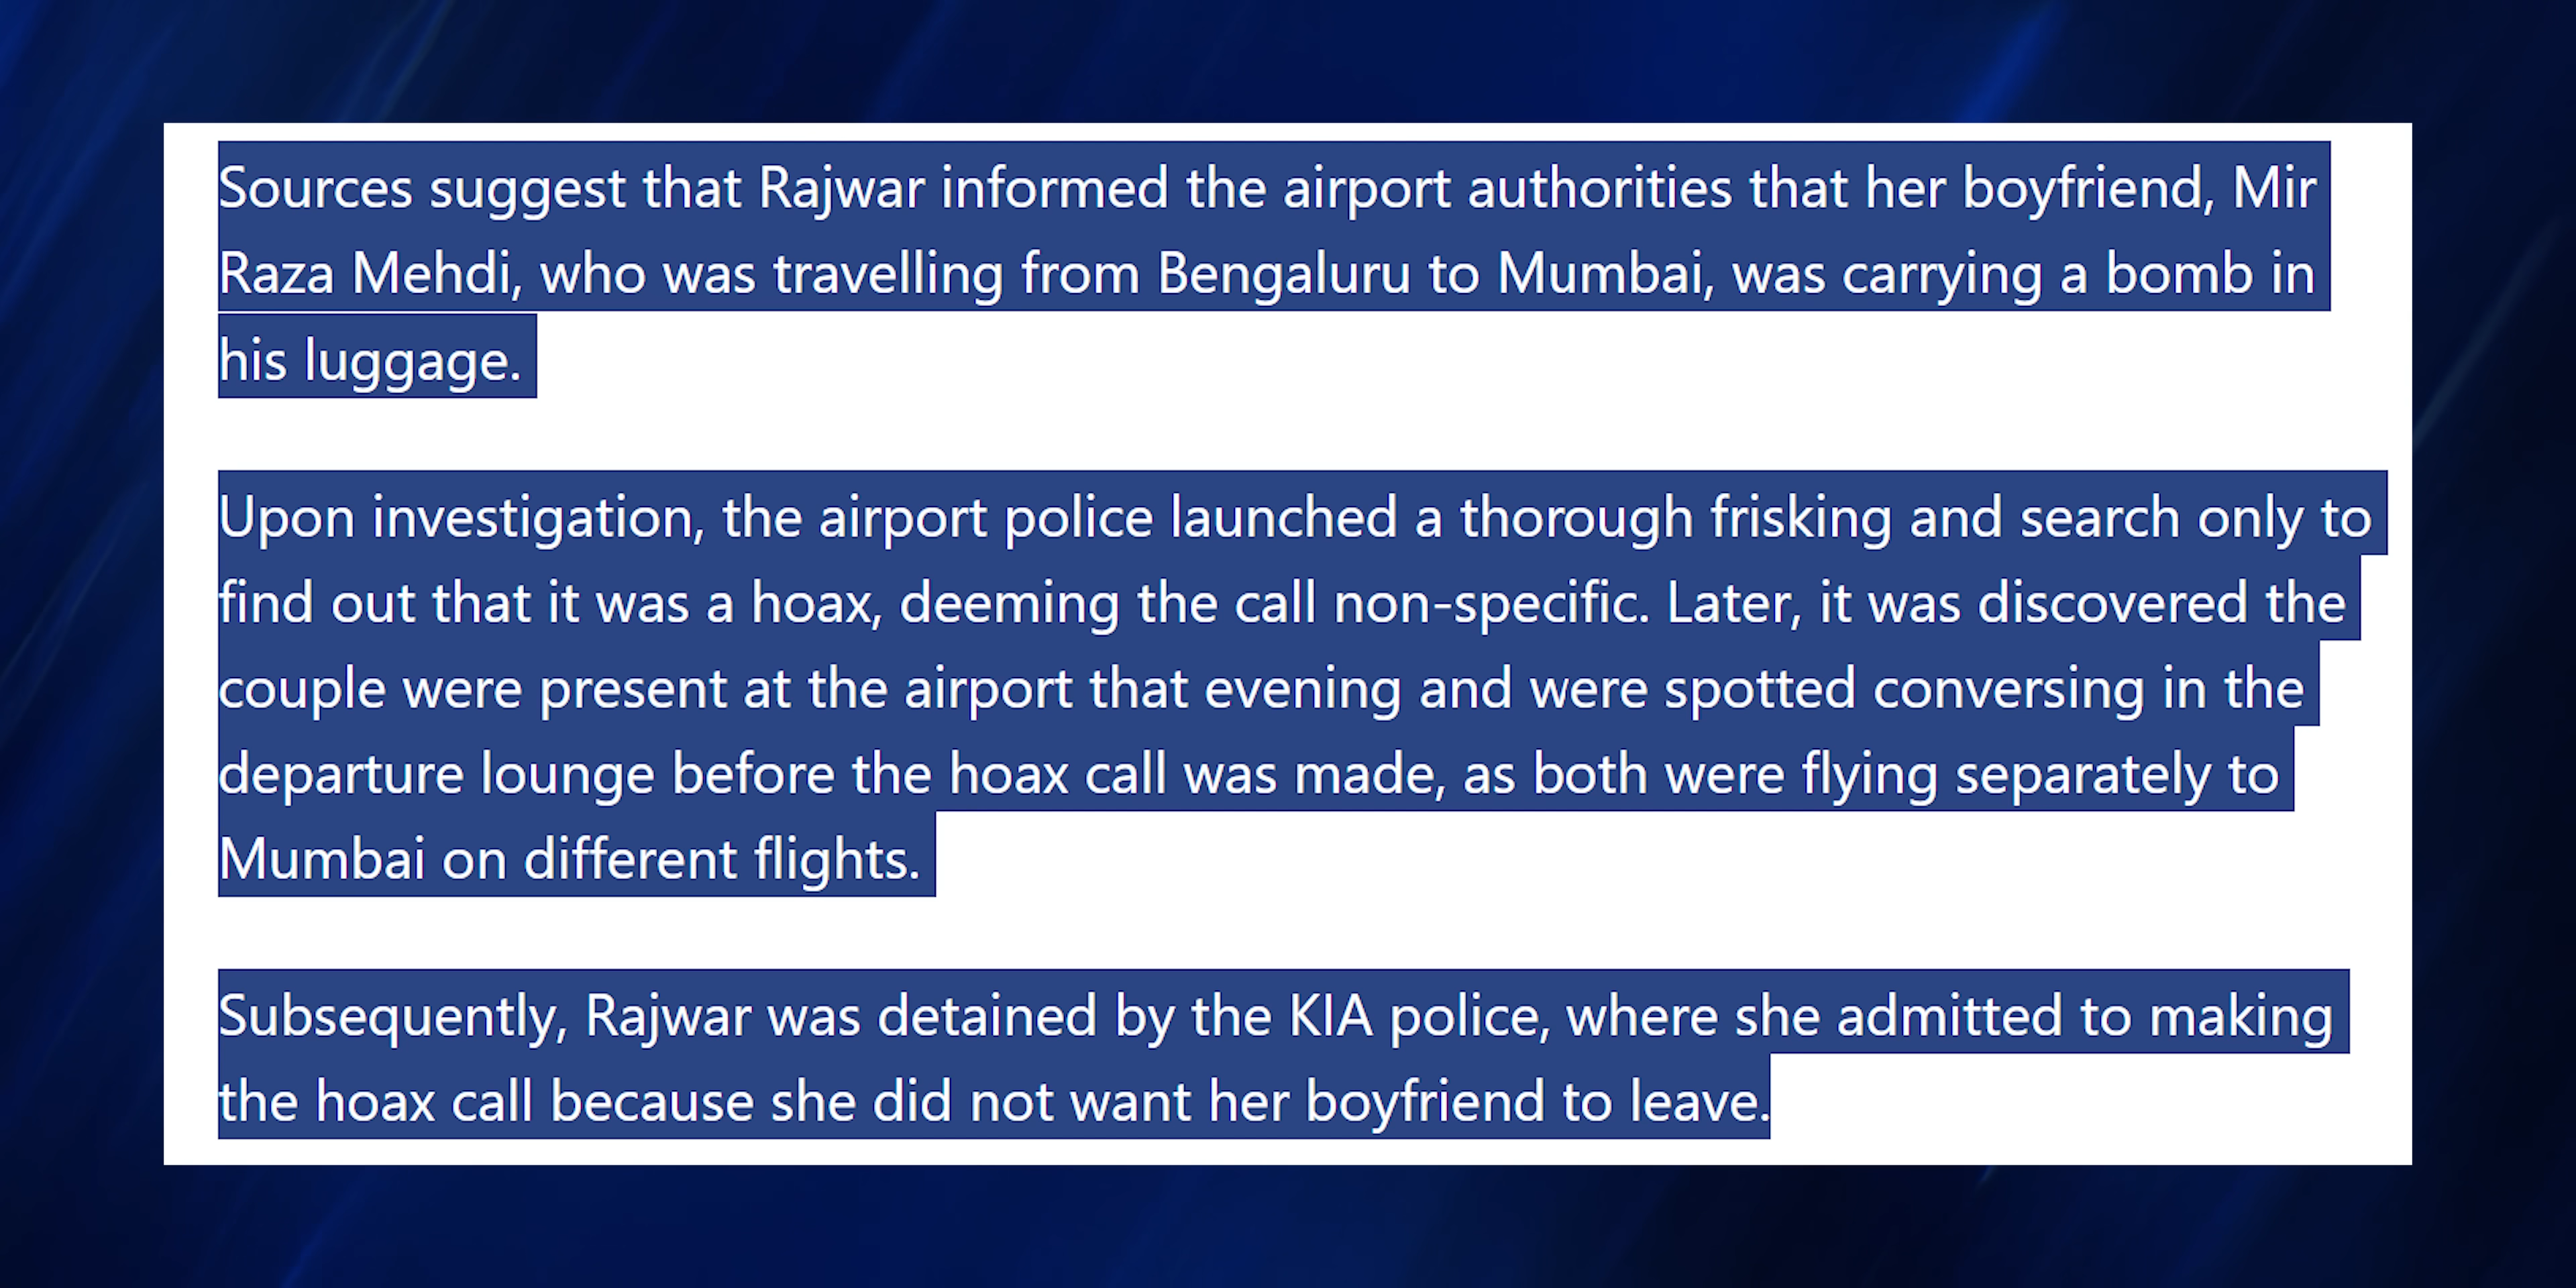 Sources suggest that Rajwar informed the airport authorities that her boyfriend, Mir
Raza Mehdi, who was travelling from Bengaluru to Mumbai, was carrying a bomb in
his luggage.
Upon investigation, the airport police launched a thorough frisking and search only to
find out that it was a hoax, deeming the call non-specific. Later, it was discovered the
couple were present at the airport that evening and were spotted conversing in the
departure lounge before the hoax call was made, as both were flying separately to
Mumbai on different flights.
Subsequently, Rajwar was detained by the KIA police, where she admitted to making
the hoax call because she did not want her boyfriend to leave.